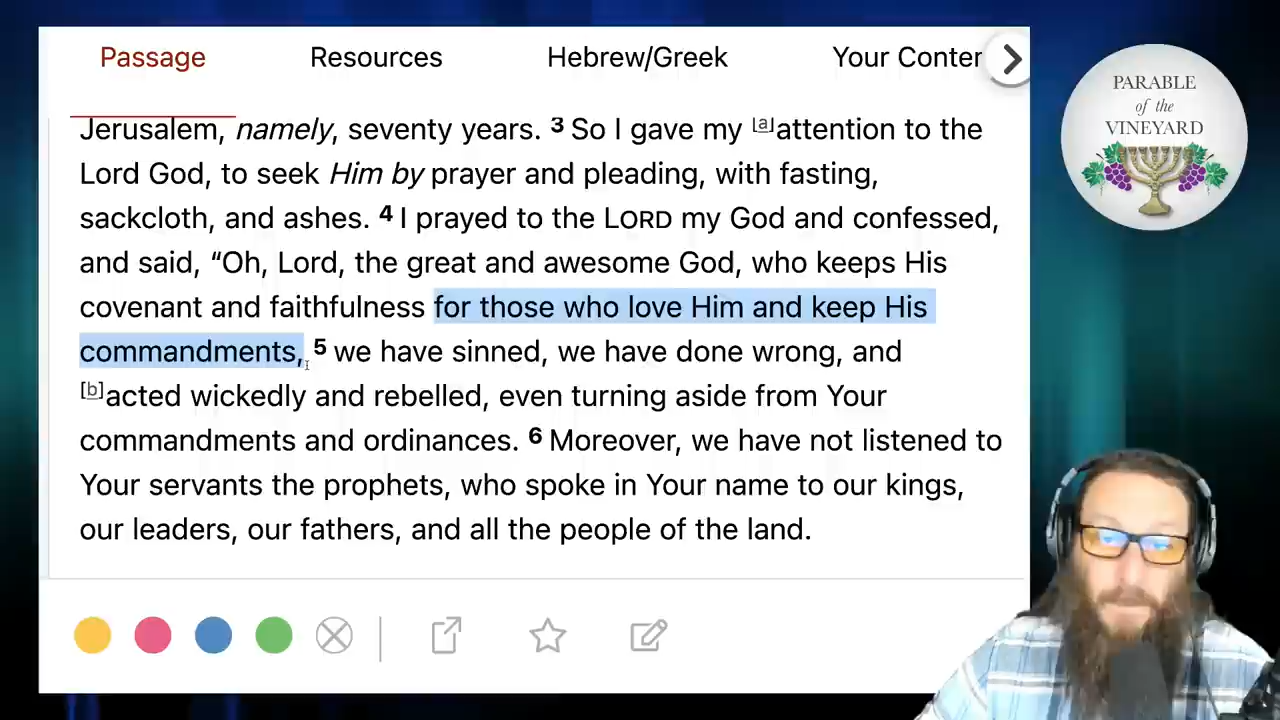 Passage Resources Hebrew/Greek Your Conter
Jerusalem, namely, seventy years. 3 So I gave my [a]attention to the
Lord God, to seek Him by prayer and pleading, with fasting,
sackcloth, and ashes. 4 I prayed to the LORD my God and confessed,
and said, “Oh, Lord, the great and awesome God, who keeps His
covenant and faithfulness for those who love Him and keep His
commandments, 5 we have sinned, we have done wrong, and
[b]acted wickedly and rebelled, even turning aside from Your
commandments and ordinances. 6 Moreover, we have not listened to
Your servants the prophets, who spoke in Your name to our kings,
our leaders, our fathers, and all the people of the land.
PARABLE
of the
VINEYARD